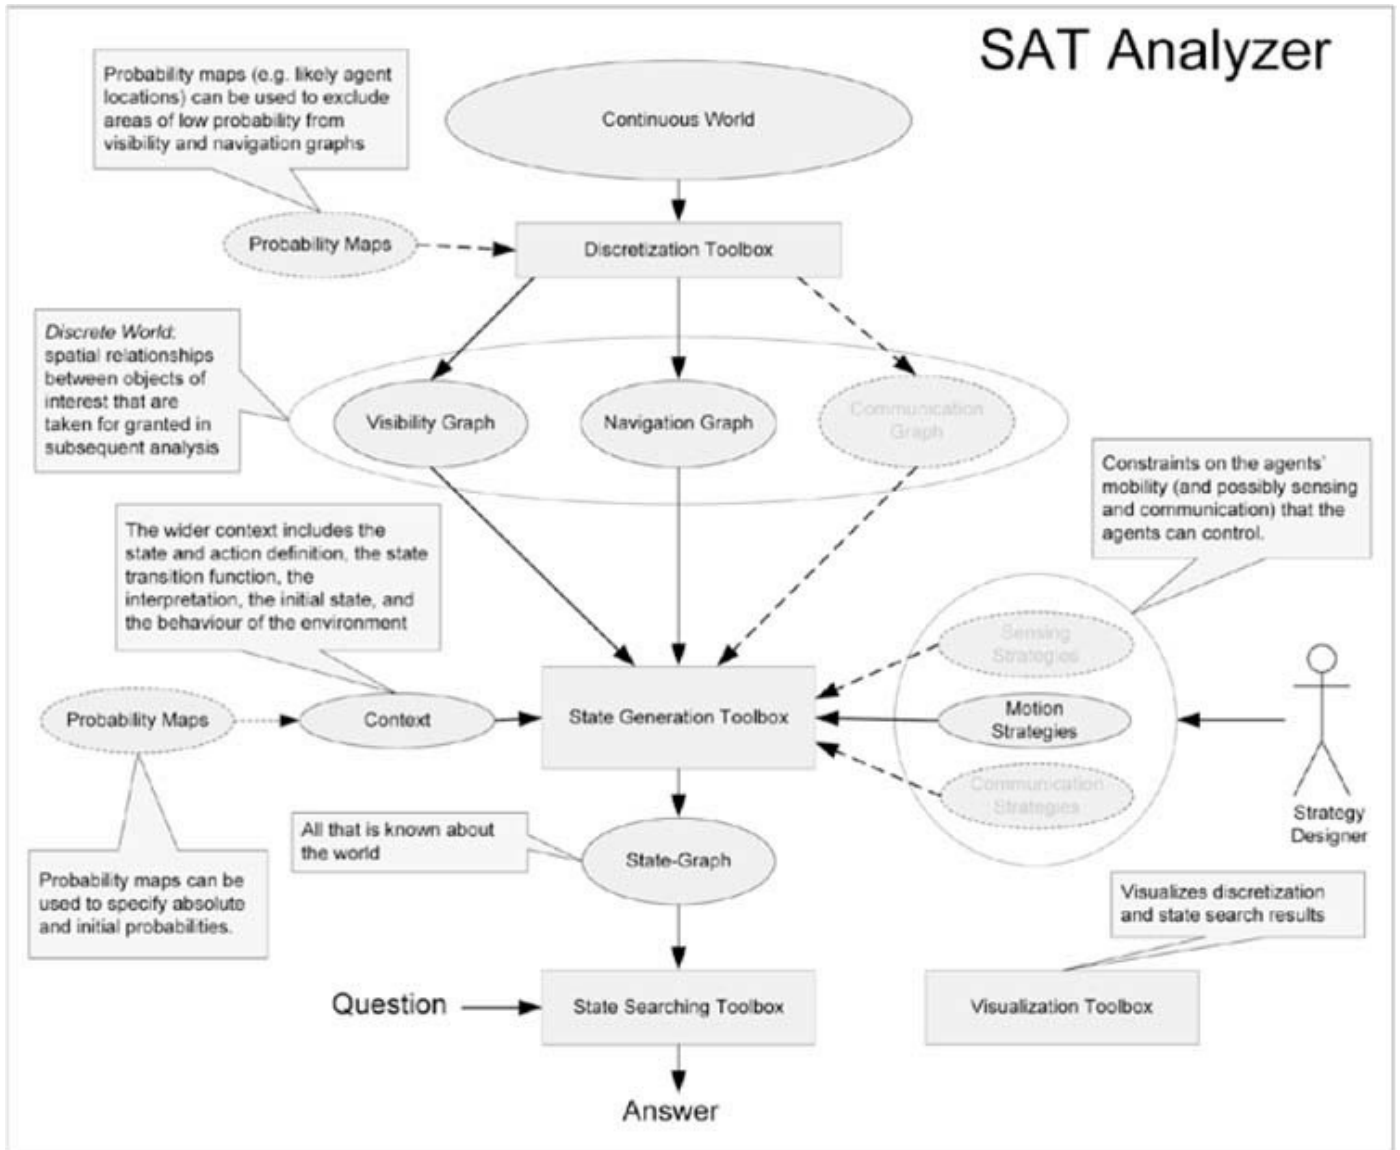 SAT Analyzer
Probability maps (e.g. likely agent
locations) can be used to exclude
areas of low probability from
visibility and navigation graphs
Continuous World
Probability Maps
Discretization Toolbox
Discrete World:
spatial relationships
between objects of
interest that are
taken for granted in
subsequent analysis
Visibility Graph
Navigation Graph
Communication
Graph
Constraints on the agents'
mobility (and possibly sensing
and communication) that the
agents can control.
The wider context includes the
state and action definition, the state
transition function, the
interpretation, the initial state, and
the behaviour of the environment
Sensing
Strategies
Probability Maps
Context
State Generation Toolbox
Motion
Strategies
Communication
Strategies
Strategy
Designer
All that is known about
the world
State-Graph
Probability maps can be
used to specify absolute
and initial probabilities.
Visualizes discretization
and state search results
Question
State Searching Toolbox
Visualization Toolbox
Answer